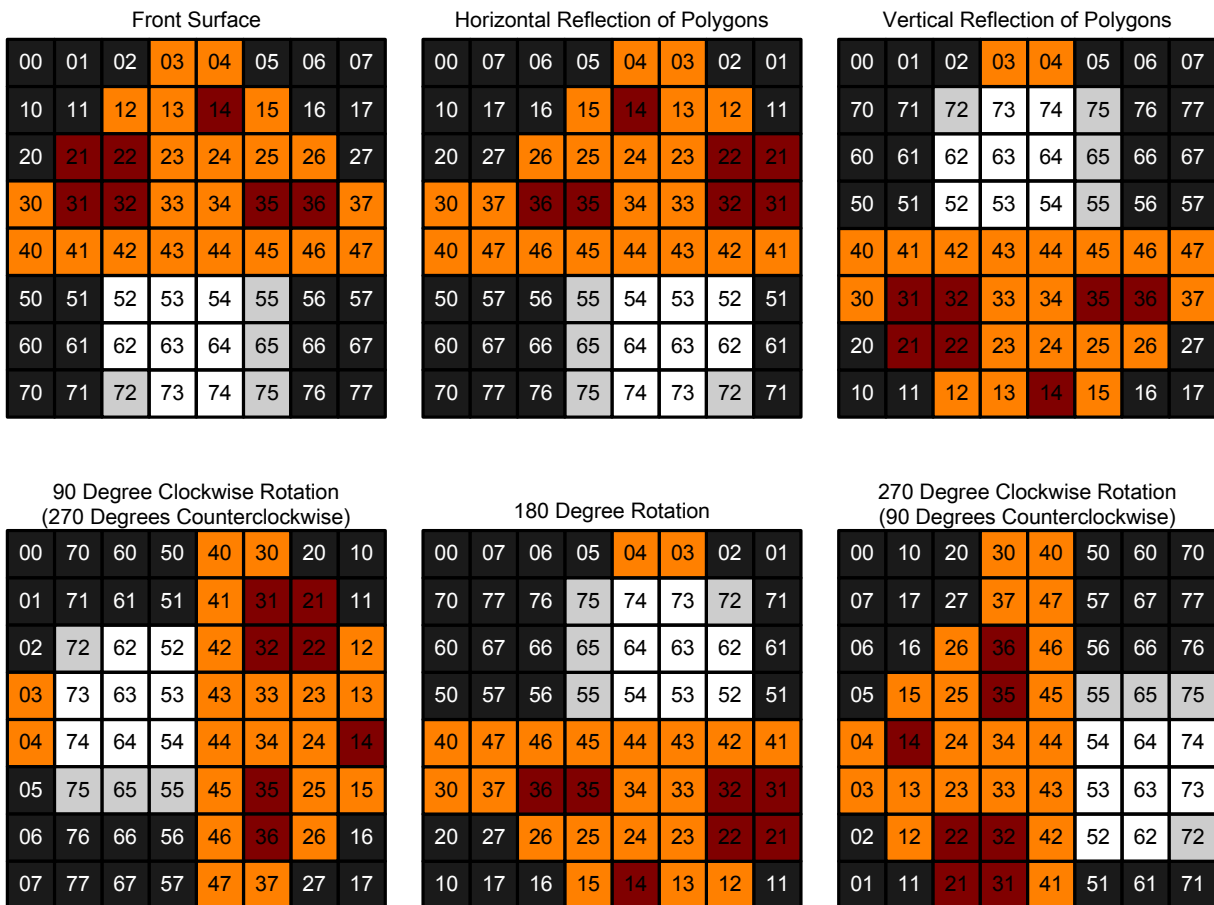 Front Surface
00 01 02 03 04 05 06 07
10 11 12 13 14 15 16 17
20 21 22 23 24 25 26 27
30 31 32 33 34 35 36 37
40 41 42 43 44 45 46 47
50 51 52 53 54 55 56 57
60 61 62 63 64 65 66 67
70 71 72 73 74 75 76 77
Horizontal Reflection of Polygons
00 07 06 05 04 03 02 01
10 17 16 15 14 13 12 11
20 27 26 25 24 23 22 21
30 37 36 35 34 33 32 31
40 47 46 45 44 43 42 41
50 57 56 55 54 53 52 51
60 67 66 65 64 63 62 61
70 77 76 75 74 73 72 71
Vertical Reflection of Polygons
00 01 02 03 04 05 06 07
70 71 72 73 74 75 76 77
60 61 62 63 64 65 66 67
50 51 52 53 54 55 56 57
40 41 42 43 44 45 46 47
30 31 32 33 34 35 36 37
20 21 22 23 24 25 26 27
10 11 12 13 14 15 16 17
90 Degree Clockwise Rotation
(270 Degrees Counterclockwise)
00 70 60 50 40 30 20 10
01 71 61 51 41 31 21 11
02 72 62 52 42 32 22 12
03 73 63 53 43 33 23 13
04 74 64 54 44 34 24 14
05 75 65 55 45 35 25 15
06 76 66 56 46 36 26 16
07 77 67 57 47 37 27 17
180 Degree Rotation
00 07 06 05 04 03 02 01
70 77 76 75 74 73 72 71
60 67 66 65 64 63 62 61
50 57 56 55 54 53 52 51
40 47 46 45 44 43 42 41
30 37 36 35 34 33 32 31
20 27 26 25 24 23 22 21
10 17 16 15 14 13 12 11
270 Degree Clockwise Rotation
(90 Degrees Counterclockwise)
00 10 20 30 40 50 60 70
07 17 27 37 47 57 67 77
06 16 26 36 46 56 66 76
05 15 25 35 45 55 65 75
04 14 24 34 44 54 64 74
03 13 23 33 43 53 63 73
02 12 22 32 42 52 62 72
01 11 21 31 41 51 61 71